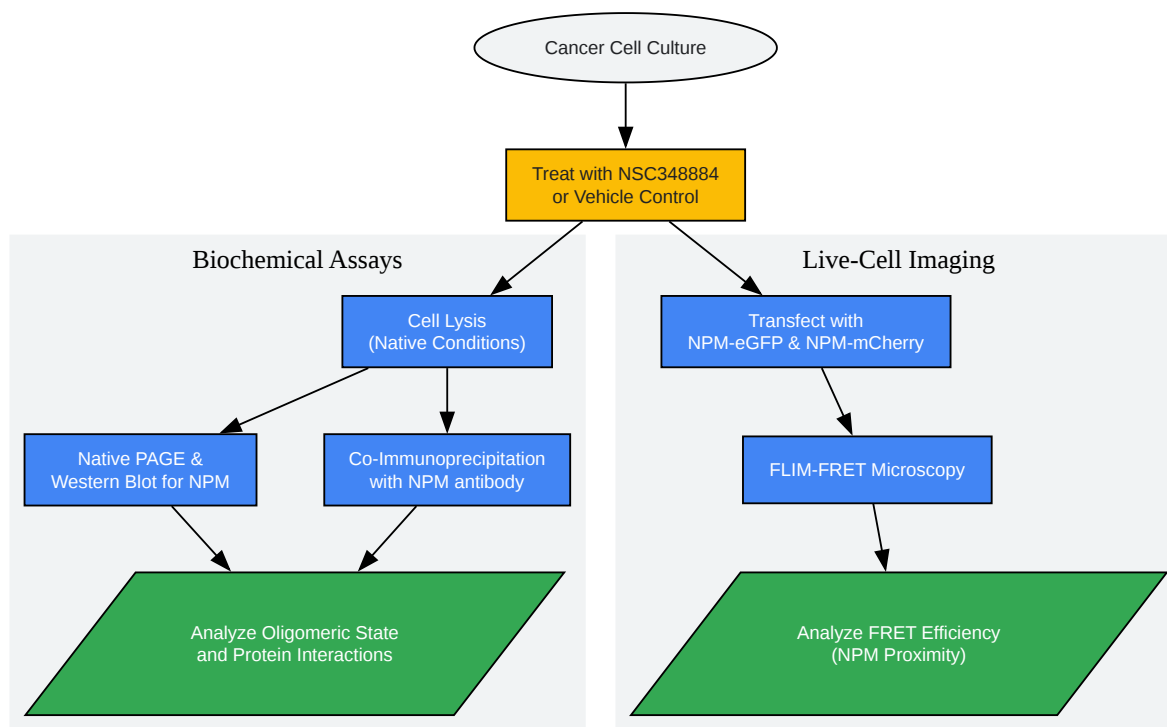 Cancer Cell Culture
Treat with NSC348884
or Vehicle Control
Biochemical Assays
Cell Lysis
(Native Conditions)
Native PAGE &
Western Blot for NPM
Co-Immunoprecipitation
with NPM antibody
Analyze Oligomeric State
and Protein Interactions
Live-Cell Imaging
Transfect with
NPM-eGFP & NPM-mCherry
FLIM-FRET Microscopy
Analyze FRET Efficiency
(NPM Proximity)